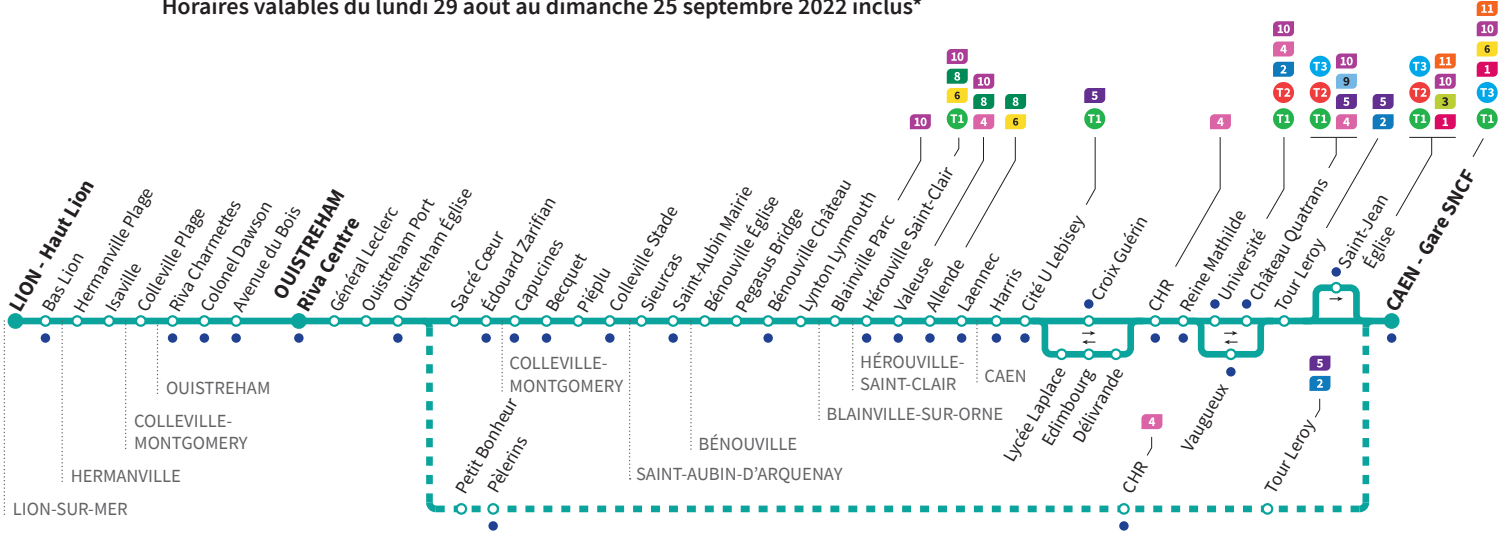 Horaires valables du lundi 29 août au dimanche 25 septembre 2022 inclus*
LION - Haut Lion
Bas Lion
Hermanville Plage
Isaville
Colleville Plage
Riva Charmettes
Colonel Dawson
Avenue du Bois
OUISTREHAM
Riva Centre
Général Leclerc
Ouistreham Port
Ouistreham Église
Sacré Cœur
Édouard Zarifian
Capucines
Becquet
Piéplu
Colleville Stade
Sieurcas
Saint-Aubin Mairie
Bénouville Église
Pegasus Bridge
Bénouville Château
Lynton Lynmouth
Blainville Parc
10
Hérouville Saint-Clair
10
8
6
T1
Valeuse
10
8
4
Allende
8
6
Laennec
Harris
Cité U Lebisey
5
T1
Croix Guérin
CHR
4
Reine Mathilde
Université
10
4
2
T2
T1
Château Quatrans
T3
T2
T1
10
9
5
4
Tour Leroy
5
2
Saint-Jean
Église
T3
T2
T1
11
10
3
1
CAEN - Gare SNCF
11
10
6
1
T3
T1
→
←
→
←
→
Lycée Laplace
Edimbourg
Délivrande
Vaugueux
LION-SUR-MER
HERMANVILLE
COLLEVILLE-
MONTGOMERY
OUISTREHAM
COLLEVILLE-
MONTGOMERY
SAINT-AUBIN-D'ARQUENAY
BÉNOUVILLE
BLAINVILLE-SUR-ORNE
HÉROUVILLE-
SAINT-CLAIR
CAEN
Petit Bonheur
Pèlerins
CHR
4
Tour Leroy
5
2